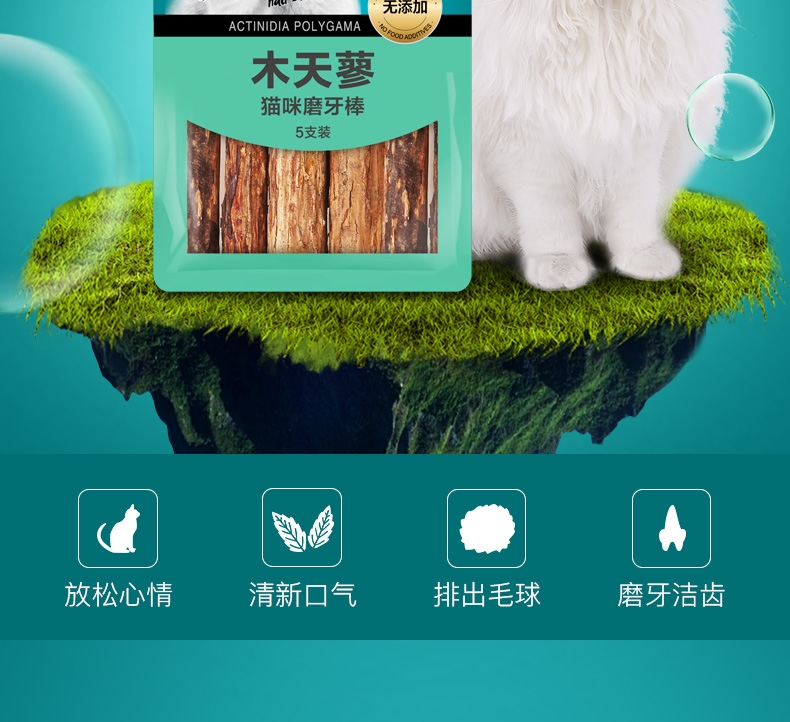 无添加
NO FOOD ADDITIVES
ACTINIDIA POLYGAMA
木天蓼
猫咪磨牙棒
5支装
放松心情
清新口气
排出毛球
磨牙洁齿